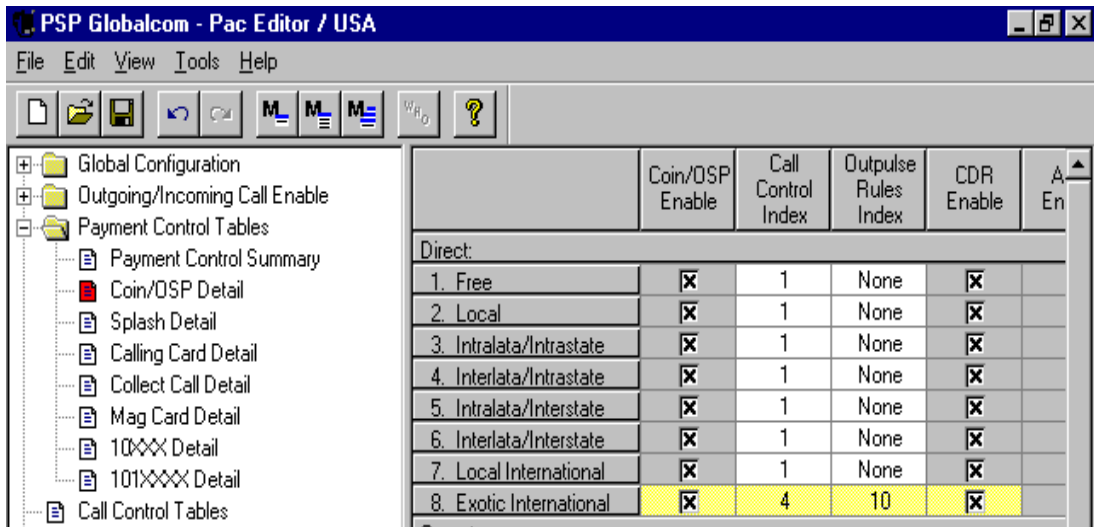 PSP Globalcom - Pac Editor / USA
File Edit View Tools Help
M M M WHO ?
Global Configuration
Outgoing/Incoming Call Enable
Payment Control Tables
Payment Control Summary
Coin/OSP Detail
Splash Detail
Calling Card Detail
Collect Call Detail
Mag Card Detail
10XXX Detail
101XXXX Detail
Call Control Tables
Coin/OSP Enable Call Control Index Outpulse Rules Index CDR Enable
Direct:
1. Free 1 None
2. Local 1 None
3. Intralata/Intrastate 1 None
4. Interlata/Intrastate 1 None
5. Intralata/Interstate 1 None
6. Interlata/Interstate 1 None
7. Local International 1 None
8. Exotic International 4 10